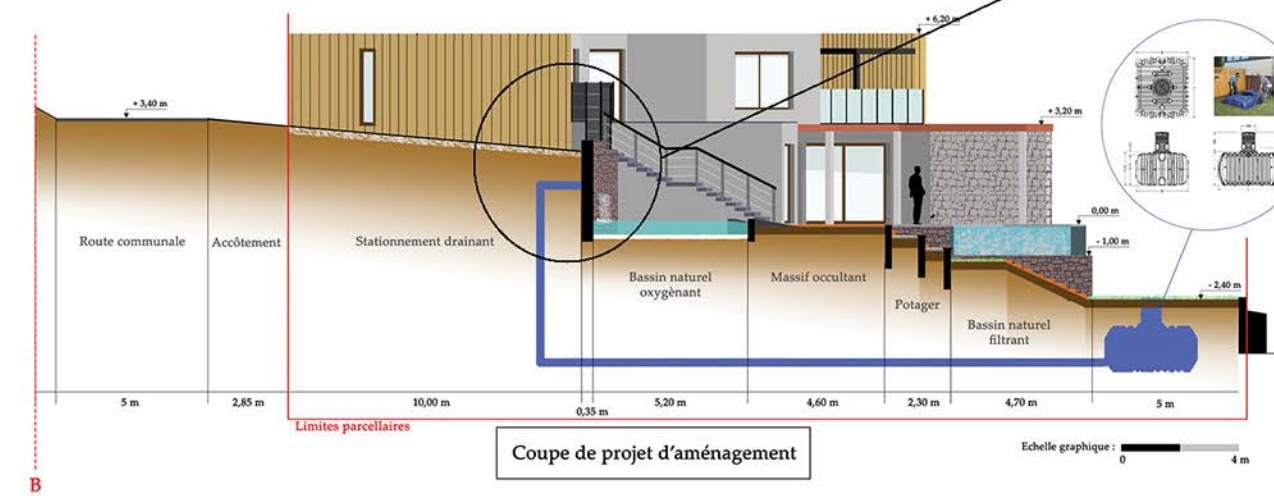 + 6,20 m
+ 3,40 m
+ 3,20 m
0,00 m
- 1,00 m
- 2,40 m
Route communale
Accôtement
Stationnement drainant
Bassin naturel
oxygènant
Massif occultant
Potager
Bassin naturel
filtrant
5 m
2,85 m
10,00 m
0,35 m
5,20 m
4,60 m
2,30 m
4,70 m
5 m
Limites parcellaires
Coupe de projet d’aménagement
Echelle graphique :
0
4 m
B